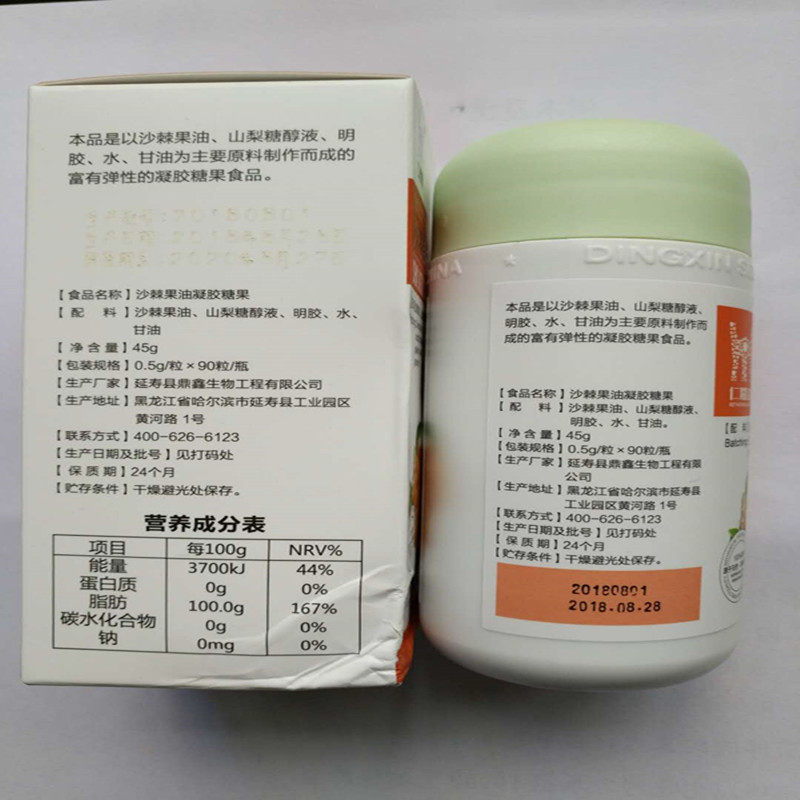 本品是以沙棘果油、山梨糖醇液、明
胶、水、甘油为主要原料制作而成的
富有弹性的凝胶糖果食品。
【食品名称】沙棘果油凝胶糖果
【配 料】沙棘果油、山梨糖醇液、明胶、水、
甘油
【净含量】45g
【包装规格】0.5g/粒×90粒/瓶
【生产厂家】延寿县鼎鑫生物工程有限公司
【生产地址】黑龙江省哈尔滨市延寿县工业园区
黄河路 1号
【联系方式】400-626-6123
【生产日期及批号】见打码处
【保 质 期】24个月
【贮存条件】干燥避光处保存。
营养成分表
项目 每100g NRV%
能量 3700kJ 44%
蛋白质 0g 0%
脂肪 100.0g 167%
碳水化合物 0g 0%
钠 0mg 0%
DINGXIN
本品是以沙棘果油、山梨糖醇液、
明胶、水、甘油为主要原料制作而
成的富有弹性的凝胶糖果食品。
【食品名称】沙棘果油凝胶糖果
【配 料】沙棘果油、山梨糖醇液、
明胶、水、甘油。
【净含量】45g
【包装规格】0.5g/粒×90粒/瓶
【生产厂家】延寿县鼎鑫生物工程有限
公司
【生产地址】黑龙江省哈尔滨市延寿县
工业园区黄河路 1号
【联系方式】400-626-6123
【生产日期及批号】见打码处
【保 质 期】24个月
【贮存条件】干燥避光处保存。
20180801
2018.08.28
【配 料
Batching